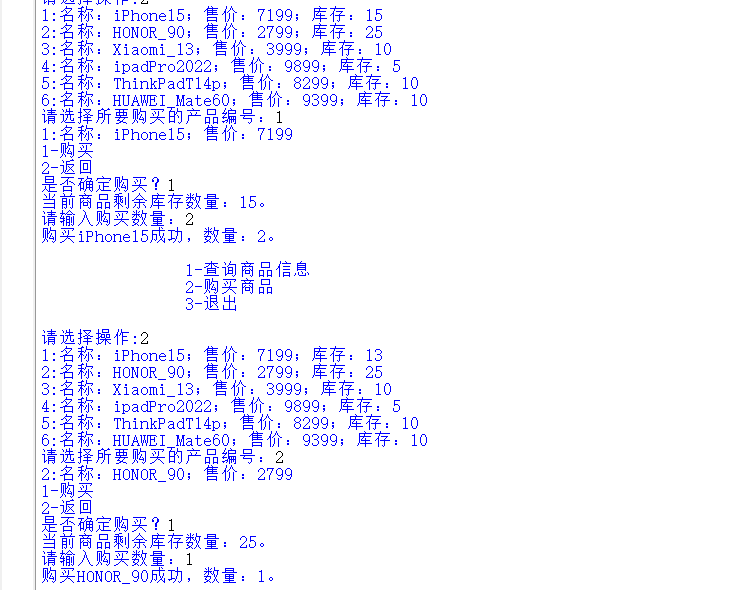 请选择操作:2
1:名称：iPhone15；售价：7199；库存：15
2:名称：HONOR_90；售价：2799；库存：25
3:名称：Xiaomi_13；售价：3999；库存：10
4:名称：ipadPro2022；售价：9899；库存：5
5:名称：ThinkPadT14p；售价：8299；库存：10
6:名称：HUAWEI_Mate60；售价：9399；库存：10
请选择所要购买的产品编号：1
1:名称：iPhone15；售价：7199
1-购买
2-返回
是否确定购买？1
当前商品剩余库存数量：15。
请输入购买数量：2
购买iPhone15成功，数量：2。
1-查询商品信息
2-购买商品
3-退出
请选择操作:2
1:名称：iPhone15；售价：7199；库存：13
2:名称：HONOR_90；售价：2799；库存：25
3:名称：Xiaomi_13；售价：3999；库存：10
4:名称：ipadPro2022；售价：9899；库存：5
5:名称：ThinkPadT14p；售价：8299；库存：10
6:名称：HUAWEI_Mate60；售价：9399；库存：10
请选择所要购买的产品编号：2
2:名称：HONOR_90；售价：2799
1-购买
2-返回
是否确定购买？1
当前商品剩余库存数量：25。
请输入购买数量：1
购买HONOR_90成功，数量：1。